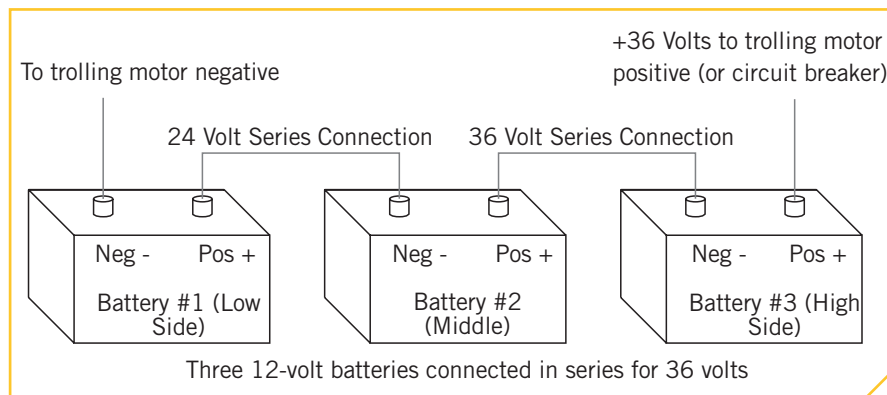 +36 Volts to trolling motor
positive (or circuit breaker)
To trolling motor negative
24 Volt Series Connection
36 Volt Series Connection
Neg -
Pos +
Battery #1 (Low
Side)
Neg -
Pos +
Battery #2
(Middle)
Neg -
Pos +
Battery #3 (High
Side)
Three 12-volt batteries connected in series for 36 volts